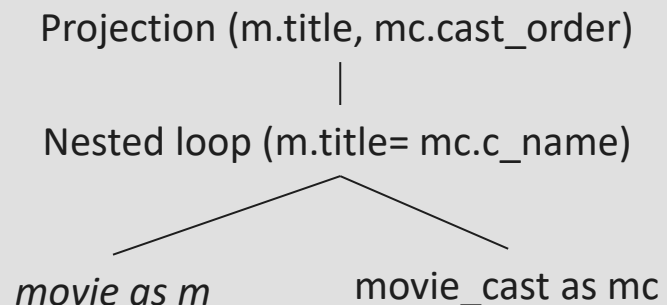 Projection (m.title, mc.cast_order)
Nested loop (m.title= mc.c_name)
movie as m
movie_cast as mc